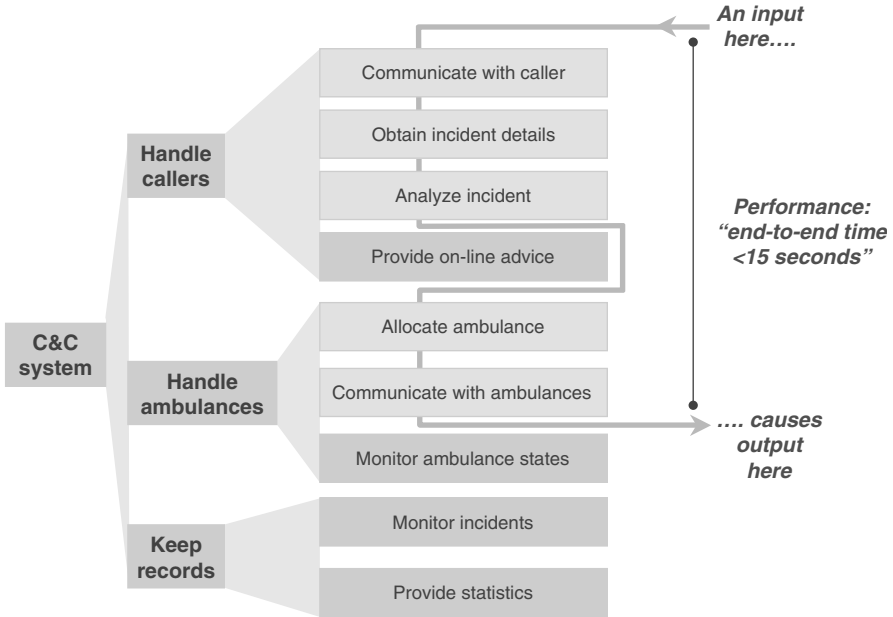 An input
here....
Communicate with caller
Obtain incident details
Handle
callers
Analyze incident
Performance:
“end-to-end time
<15 seconds”
Provide on-line advice
Allocate ambulance
C&C
system
Handle
ambulances
Communicate with ambulances
.... causes
output
here
Monitor ambulance states
Monitor incidents
Keep
records
Provide statistics